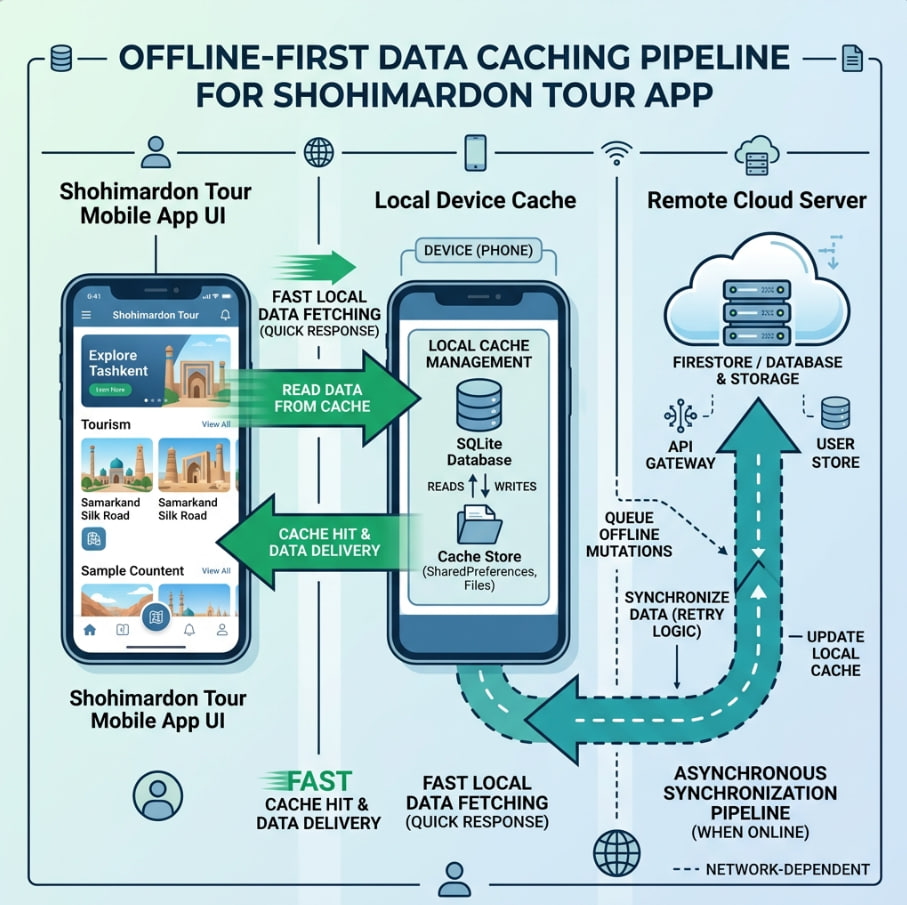 OFFLINE-FIRST DATA CACHING PIPELINE
FOR SHOHIMARDON TOUR APP
Shohimardon Tour
Mobile App UI
Local Device Cache
Remote Cloud Server
DEVICE (PHONE)
FAST LOCAL
DATA FETCHING
(QUICK RESPONSE)
0:41
Shohimardon Tour
Explore
Tashkent
Learn More
Tourism
View All
Samarkand
Silk Road
Samarkand
Silk Road
Sample Countent
View All
READ DATA
FROM CACHE
CACHE HIT &
DATA DELIVERY
LOCAL CACHE
MANAGEMENT
SQLite
Database
READS
WRITES
Cache Store
(SharedPreferences,
Files)
FIRESTORE / DATABASE
& STORAGE
API
GATEWAY
USER
STORE
QUEUE
OFFLINE
MUTATIONS
SYNCHRONIZE
DATA (RETRY
LOGIC)
UPDATE
LOCAL
CACHE
Shohimardon Tour
Mobile App UI
FAST
CACHE HIT &
DATA DELIVERY
FAST LOCAL
DATA FETCHING
(QUICK RESPONSE)
ASYNCHRONOUS
SYNCHRONIZATION
PIPELINE
(WHEN ONLINE)
NETWORK-DEPENDENT